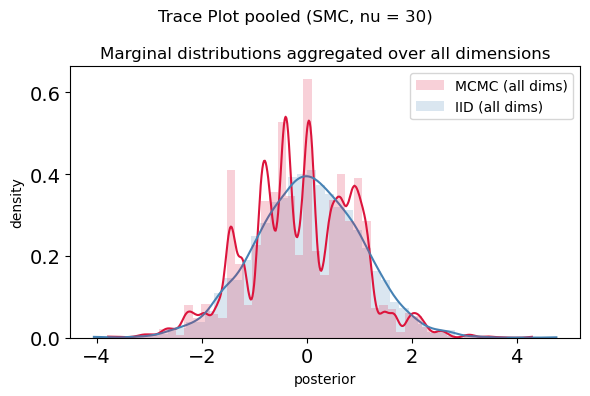 Trace Plot pooled (SMC, nu = 30)
Marginal distributions aggregated over all dimensions
MCMC (all dims)
IID (all dims)
density
0.6
0.4
0.2
0.0
−4 −2 0 2 4
posterior